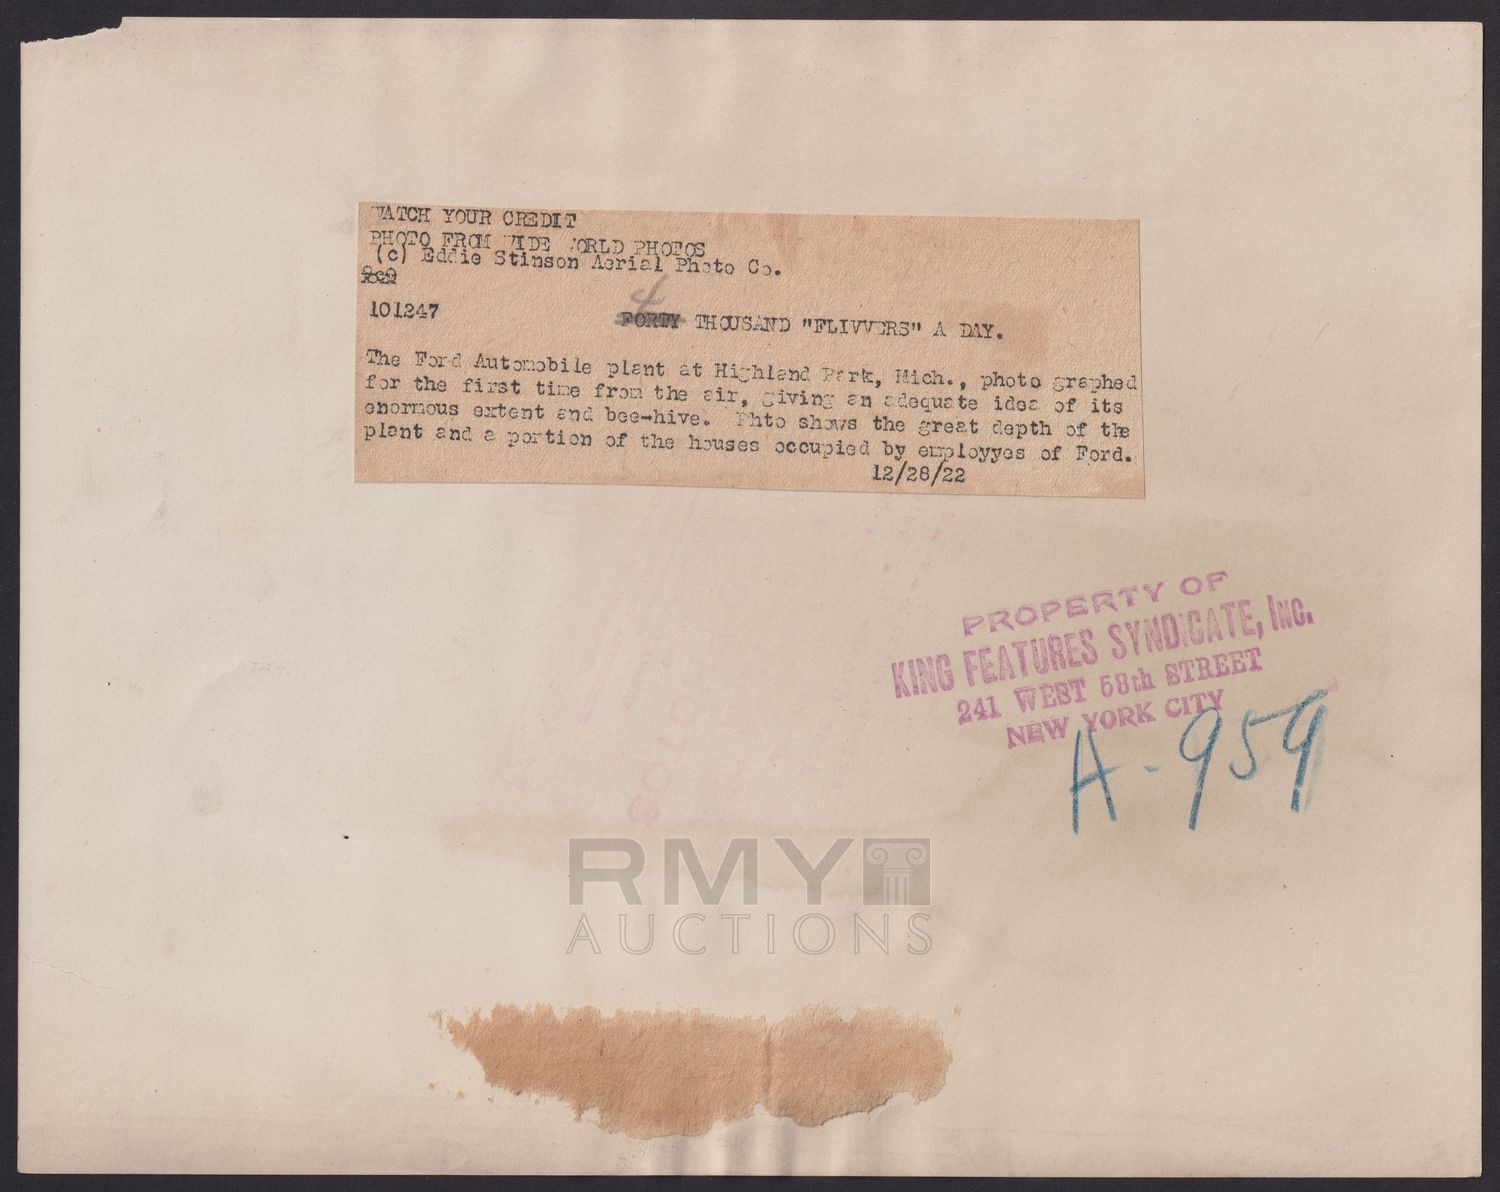 WATCH YOUR CREDIT
PHOTO FROM WIDE WORLD PHOTOS
(c) Eddie Stinson Aerial Photo Co.
101247
4
FORTY THOUSAND "FLIVVERS" A DAY.
The Ford Automobile plant at Highland Park, Mich., photo graphed
for the first time from the air, giving an adequate idea of its
enormous extent and bee-hive. Phto shows the great depth of the
plant and a portion of the houses occupied by employyes of Ford.
12/28/22
PROPERTY OF
KING FEATURES SYNDICATE, INC.
241 WEST 58th STREET
NEW YORK CITY
A-959
RMY
AUCTIONS